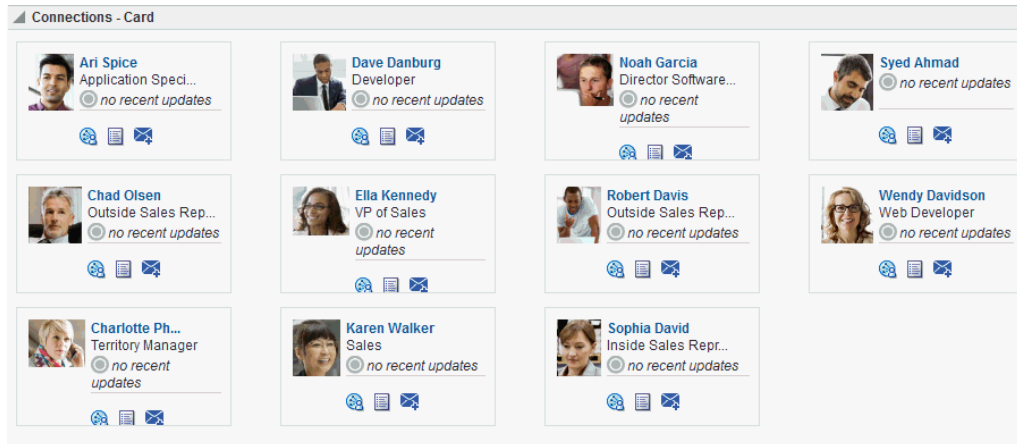 Connections - Card
Ari Spice
Application Speci...
no recent updates
Dave Danburg
Developer
no recent updates
Noah Garcia
Director Software...
no recent
updates
Syed Ahmad
no recent updates
Chad Olsen
Outside Sales Rep...
no recent updates
Ella Kennedy
VP of Sales
no recent
updates
Robert Davis
Outside Sales Rep...
no recent updates
Wendy Davidson
Web Developer
no recent updates
Charlotte Ph...
Territory Manager
no recent
updates
Karen Walker
Sales
no recent updates
Sophia David
Inside Sales Repr...
no recent updates